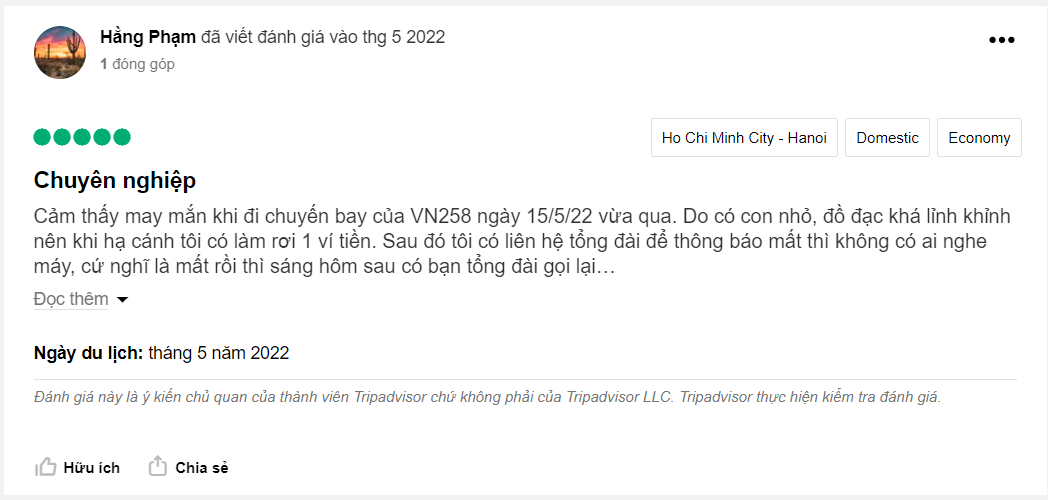 Hằng Phạm đã viết đánh giá vào thg 5 2022
1 đóng góp
Ho Chi Minh City - Hanoi
Domestic
Economy
Chuyên nghiệp
Cảm thấy may mắn khi đi chuyến bay của VN258 ngày 15/5/22 vừa qua. Do có con nhỏ, đồ đạc khá lỉnh khỉnh
nên khi hạ cánh tôi có làm rơi 1 ví tiền. Sau đó tôi có liên hệ tổng đài để thông báo mất thì không có ai nghe
máy, cứ nghĩ là mất rồi thì sáng hôm sau có bạn tổng đài gọi lại…
Đọc thêm
Ngày du lịch: tháng 5 năm 2022
Đánh giá này là ý kiến chủ quan của thành viên Tripadvisor chứ không phải của Tripadvisor LLC. Tripadvisor thực hiện kiểm tra đánh giá.
Hữu ích
Chia sẻ